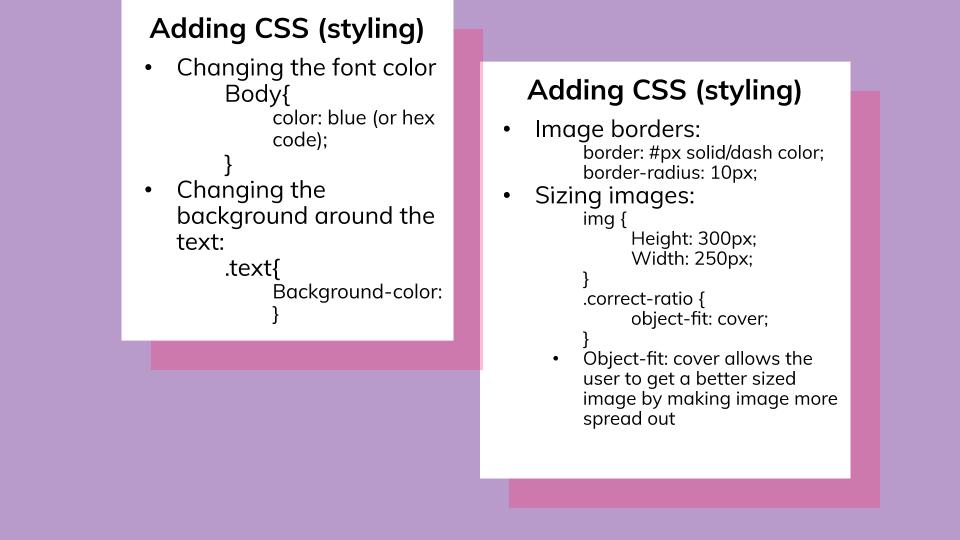 Adding CSS (styling)
• Changing the font color
Body{
color: blue (or hex
code);
}
• Changing the
background around the
text:
.text{
Background-color:
}
Adding CSS (styling)
• Image borders:
border: #px solid/dash color;
border-radius: 10px;
• Sizing images:
img {
Height: 300px;
Width: 250px;
}
.correct-ratio {
object-fit: cover;
}
• Object-fit: cover allows the
user to get a better sized
image by making image more
spread out